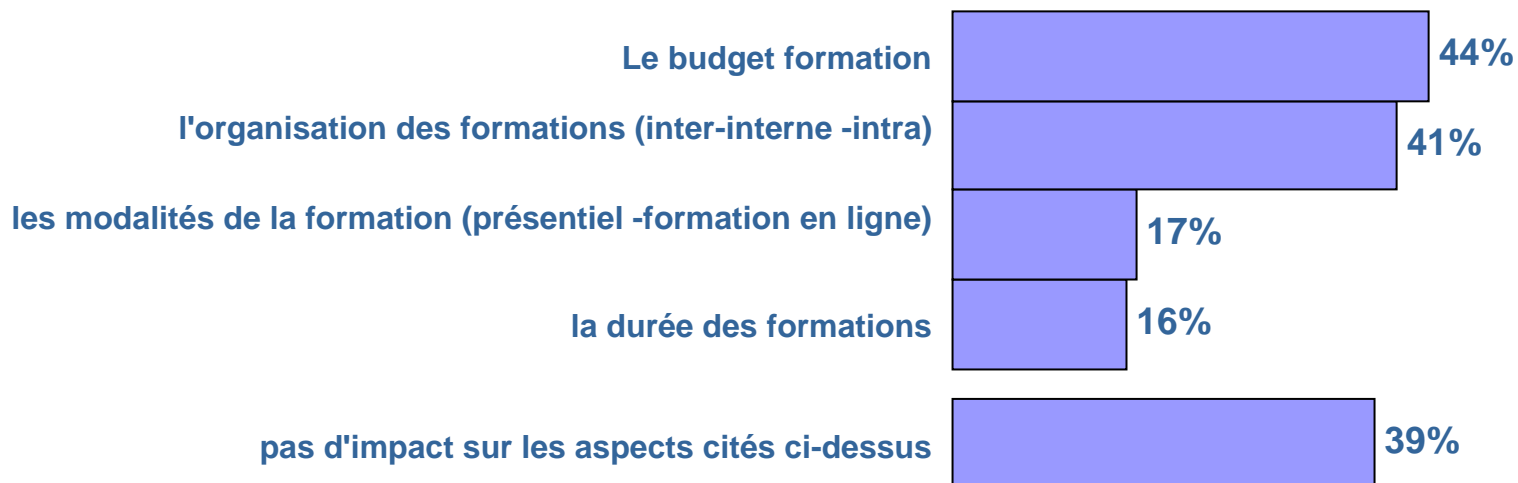 Le budget formation 44%
l'organisation des formations (inter-interne -intra) 41%
les modalités de la formation (présentiel -formation en ligne) 17%
la durée des formations 16%
pas d'impact sur les aspects cités ci-dessus 39%